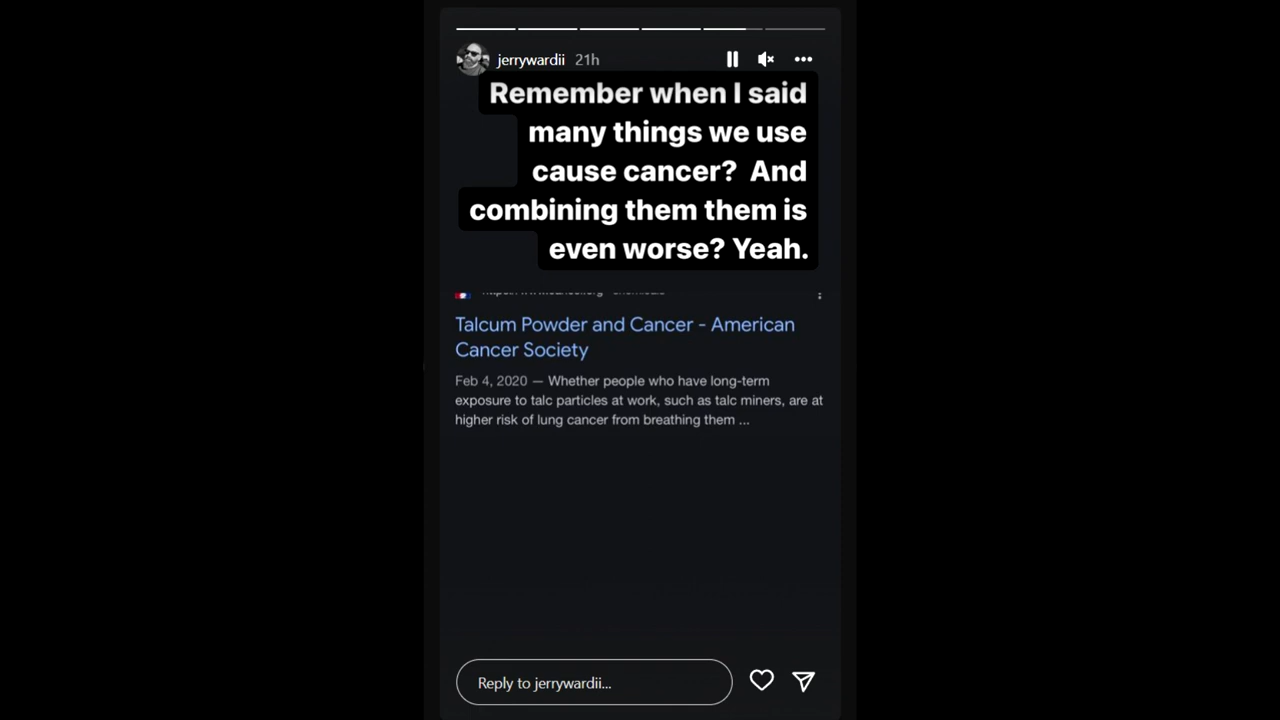 jerrywardii 21h
Remember when I said
many things we use
cause cancer? And
combining them them is
even worse? Yeah.
Talcum Powder and Cancer - American
Cancer Society
Feb 4, 2020 — Whether people who have long-term
exposure to talc particles at work, such as talc miners, are at
higher risk of lung cancer from breathing them ...
Reply to jerrywardii...